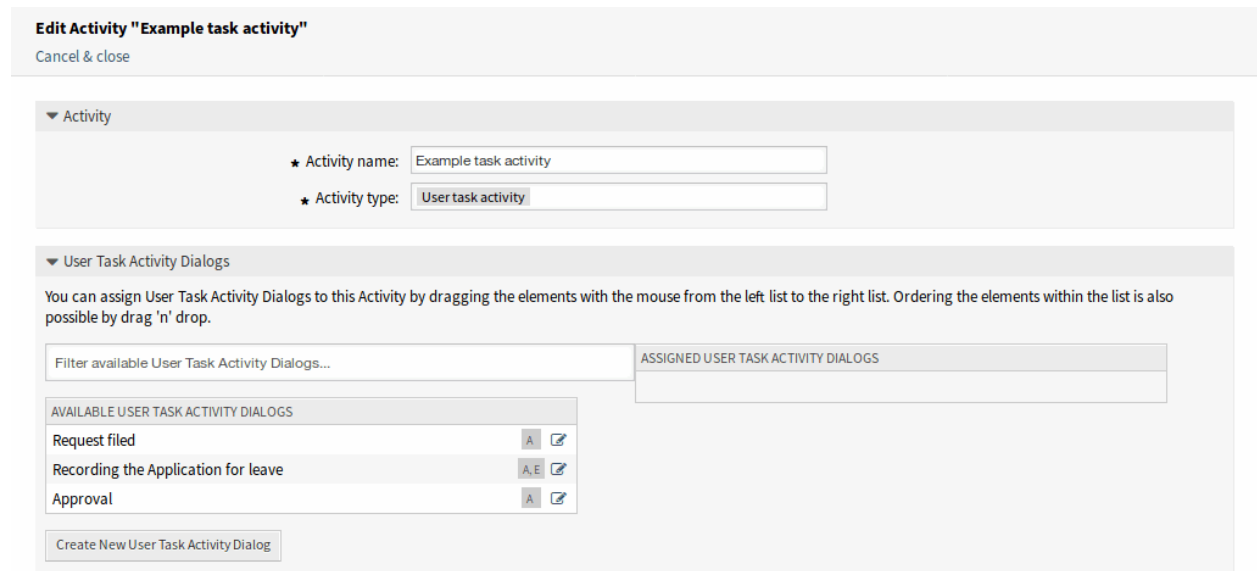 Edit Activity "Example task activity"
Cancel & close
Activity
★ Activity name: Example task activity
★ Activity type: User task activity
User Task Activity Dialogs
You can assign User Task Activity Dialogs to this Activity by dragging the elements with the mouse from the left list to the right list. Ordering the elements within the list is also
possible by drag 'n' drop.
Filter available User Task Activity Dialogs...
ASSIGNED USER TASK ACTIVITY DIALOGS
AVAILABLE USER TASK ACTIVITY DIALOGS
Request filed A
Recording the Application for leave A, E
Approval A
Create New User Task Activity Dialog